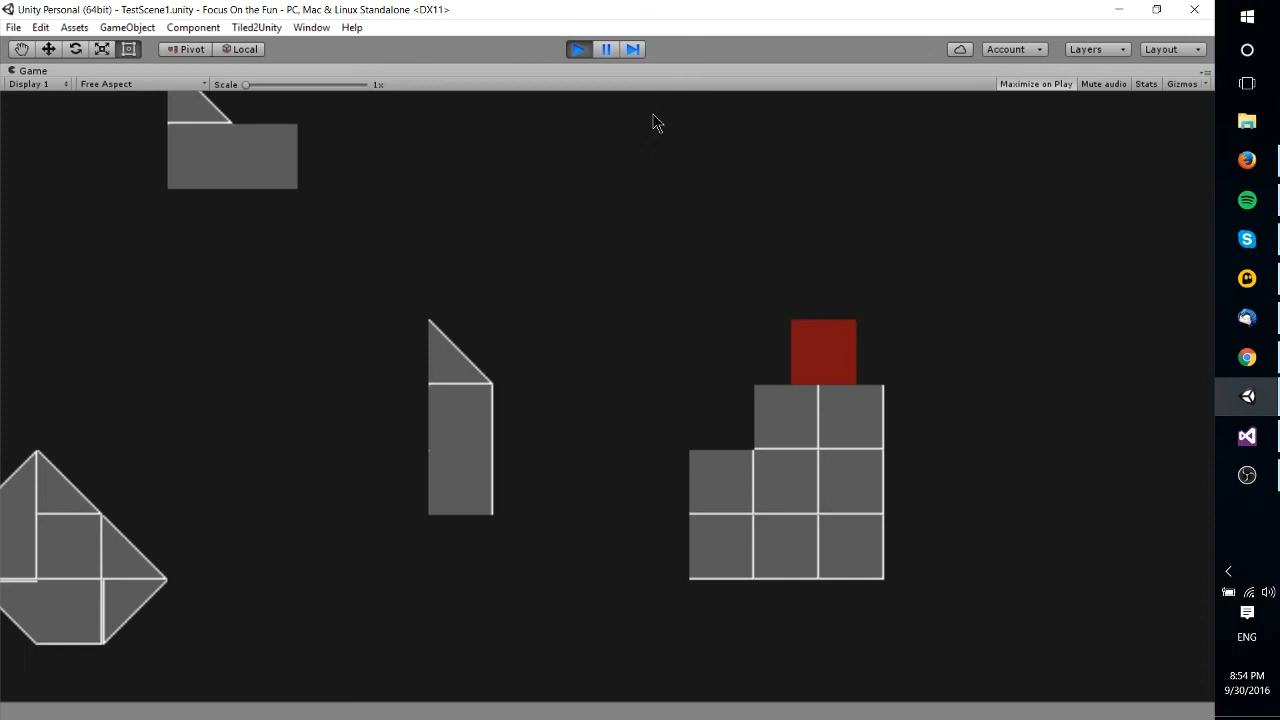 Unity Personal (64bit) - TestScene1.unity - Focus On the Fun - PC, Mac & Linux Standalone <DX11>
File Edit Assets GameObject Component Tiled2Unity Window Help
Pivot Local Account Layers Layout
Game
Display 1 Free Aspect Scale 1x Maximize on Play Mute audio Stats Gizmos
ENG
8:54 PM
9/30/2016